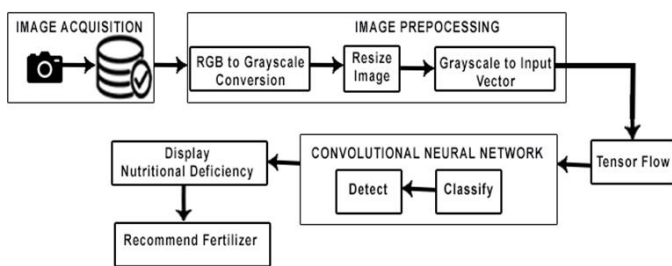 IMAGE ACQUISITION
IMAGE PREPOCESSING
RGB to Grayscale
Conversion
Resize
Image
Grayscale to Input
Vector
Tensor Flow
CONVOLUTIONAL NEURAL NETWORK
Classify
Detect
Display
Nutritional Deficiency
Recommend Fertilizer